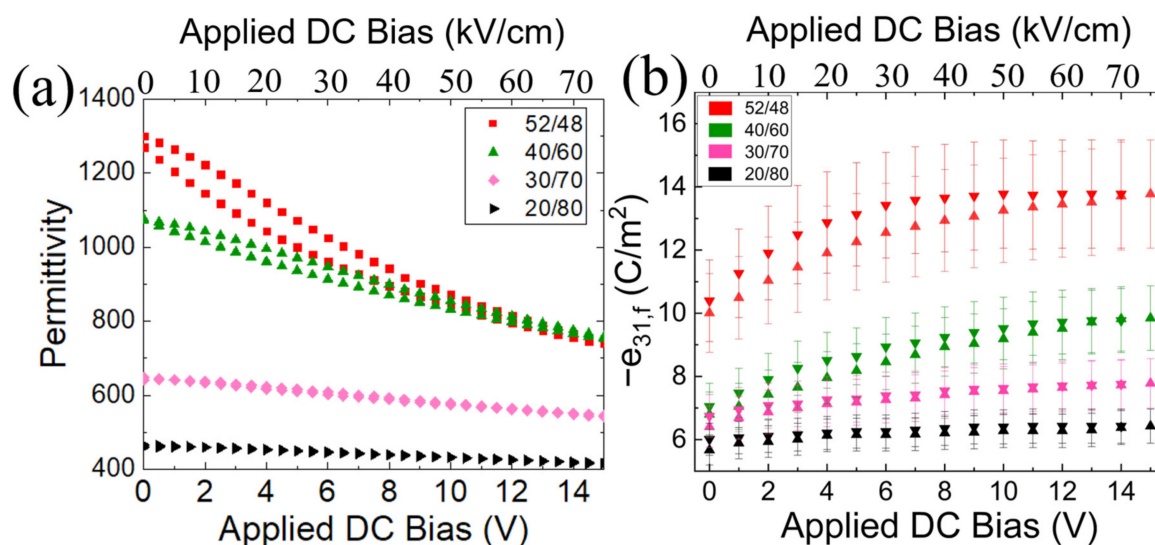 Applied DC Bias (kV/cm)
0 10 20 30 40 50 60 70
(a)
1400
1200
1000
800
600
400
Permittivity
52/48
40/60
30/70
20/80
0 2 4 6 8 10 12 14
Applied DC Bias (V)
Applied DC Bias (kV/cm)
0 10 20 30 40 50 60 70
(b)
16
14
12
10
8
6
−e31,f (C/m²)
52/48
40/60
30/70
20/80
0 2 4 6 8 10 12 14
Applied DC Bias (V)